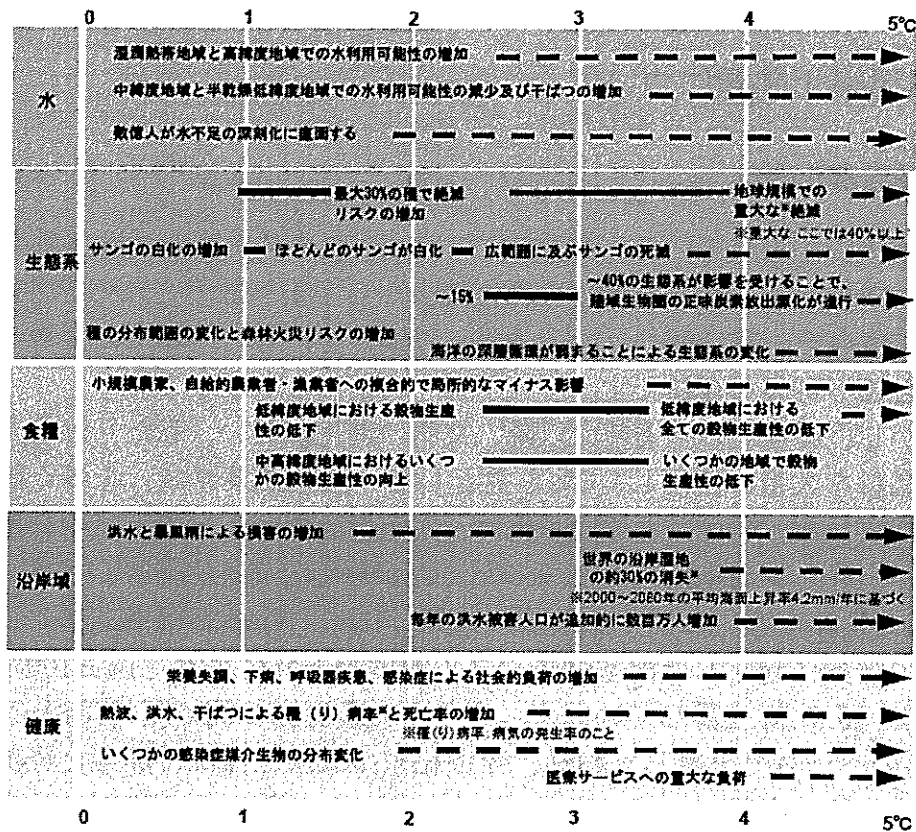 0 1 2 3 4 5℃
水
湿潤熱帯地域と高緯度地域での水利用可能性の増加
中緯度地域と半乾燥低緯度地域での水利用可能性の減少及び干ばつの増加
数億人が水不足の深刻化に直面する
生態系
最大30%の種で絶滅
リスクの増加
地球規模での
重大な※絶滅
※重大な:ここでは40%以上
サンゴの白化の増加
ほとんどのサンゴが白化
広範囲に及ぶサンゴの死滅
～15%
～40%の生態系が影響を受けることで、
陸域生物圏の正味炭素放出源化が進行
種の分布範囲の変化と森林火災リスクの増加
海洋の深層循環が弱まることによる生態系の変化
食糧
小規模農家、自給的農業者・漁業者への複合的で局所的なマイナス影響
低緯度地域における穀物生産
性の低下
低緯度地域における
全ての穀物生産性の低下
中高緯度地域におけるいくつ
かの穀物生産性の向上
いくつかの地域で穀物
生産性の低下
沿岸域
洪水と暴風雨による損害の増加
世界の沿岸湿地
の約30%の消失※
※2000～2080年の平均海面上昇率4.2mm/年に基づく
毎年の洪水被害人口が追加的に数百万人増加
健康
栄養失調、下痢、呼吸器疾患、感染症による社会的負荷の増加
熱波、洪水、干ばつによる罹（り）病率※と死亡率の増加
※罹(り)病率:病気の発生率のこと
いくつかの感染症媒介生物の分布変化
医療サービスへの重大な負荷
0 1 2 3 4 5℃